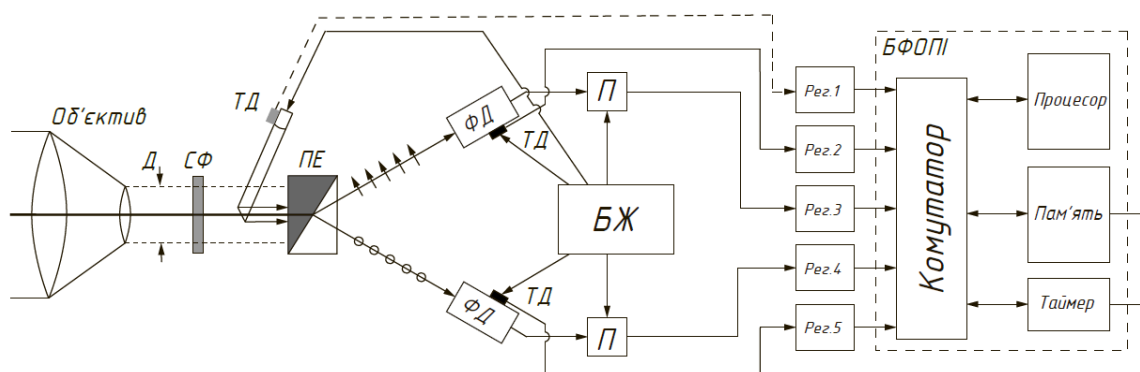 Об'єктив
Д
СФ
ТД
ПЕ
ФД
ТД
П
БЖ
ФД
ТД
П
Рег.1
Рег.2
Рег.3
Рег.4
Рег.5
БФОПІ
Комутатор
Процесор
Пам'ять
Таймер